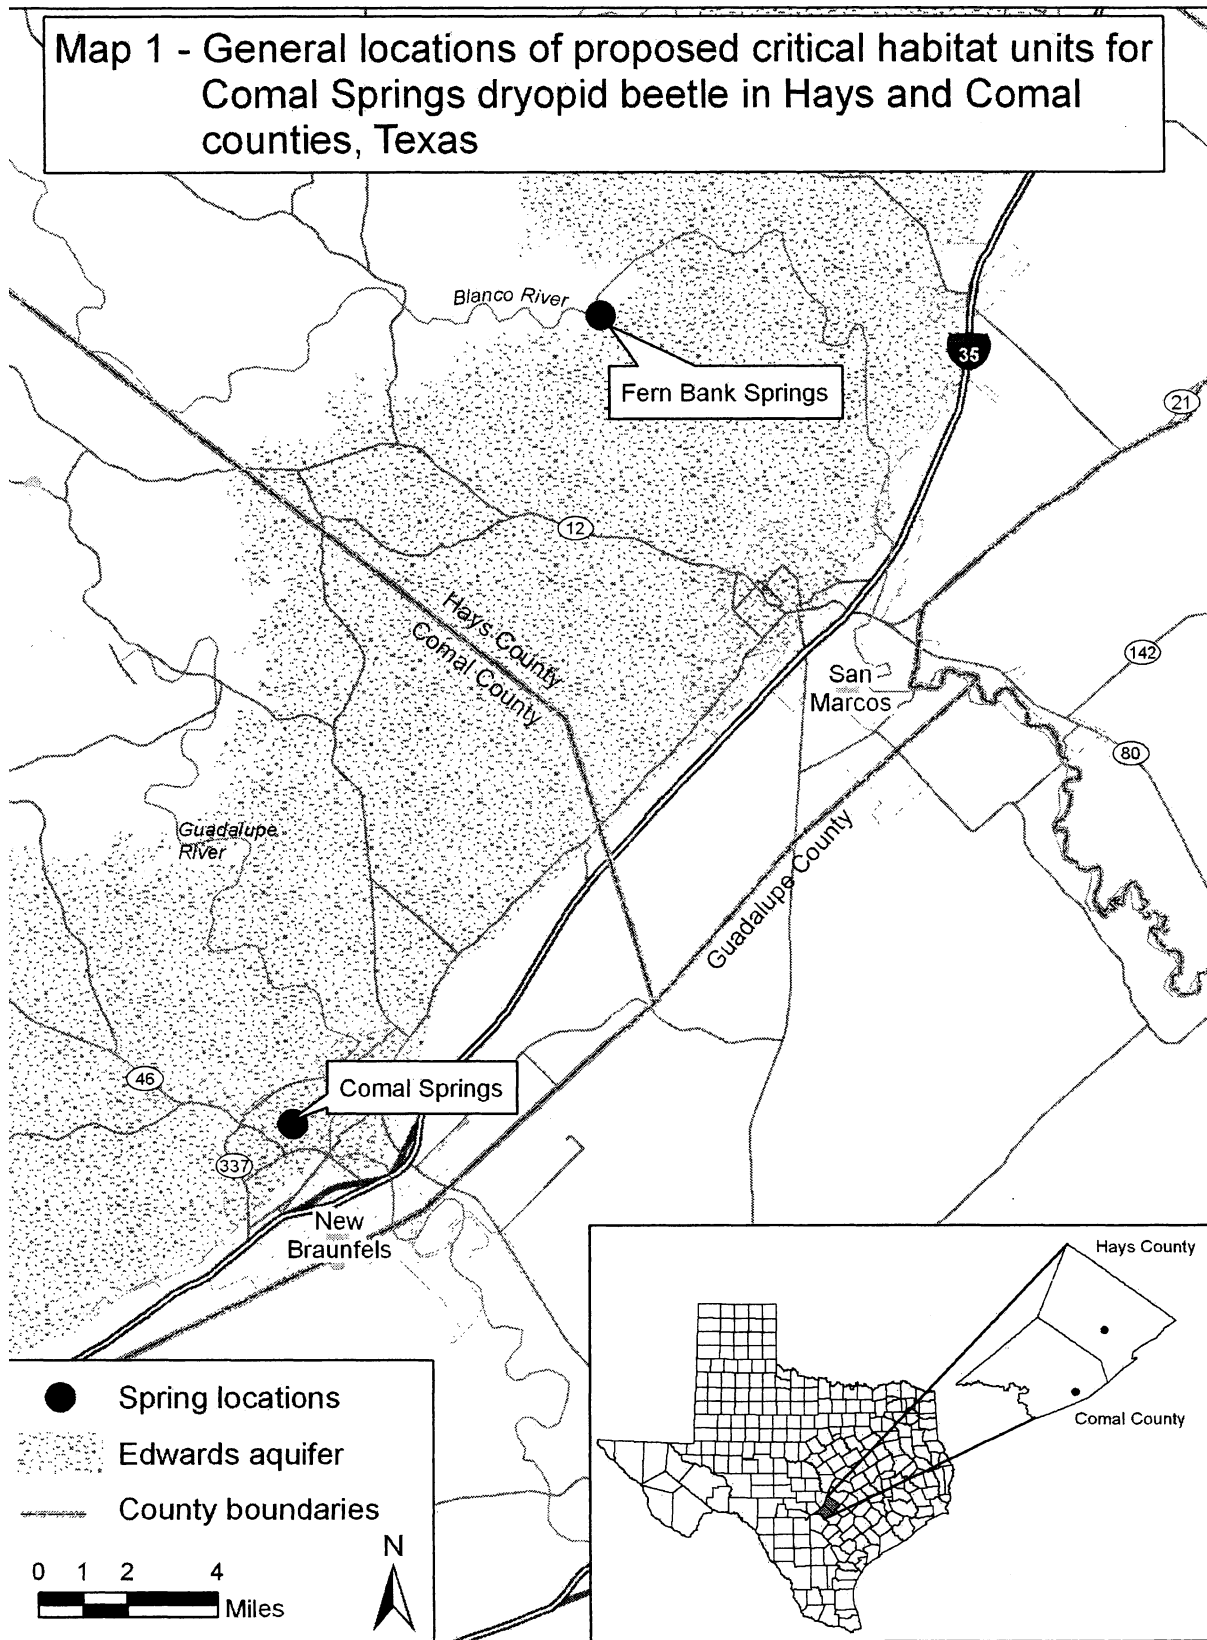 Map 1 - General locations of proposed critical habitat units for
Comal Springs dryopid beetle in Hays and Comal
counties, Texas
Blanco River
35
Fern Bank Springs
21
12
Hays County
Comal County
142
San
Marcos
80
Guadalupe
River
Guadalupe County
46
Comal Springs
337
New
Braunfels
Hays County
Comal County
Spring locations
Edwards aquifer
County boundaries
N
0 1 2 4
Miles